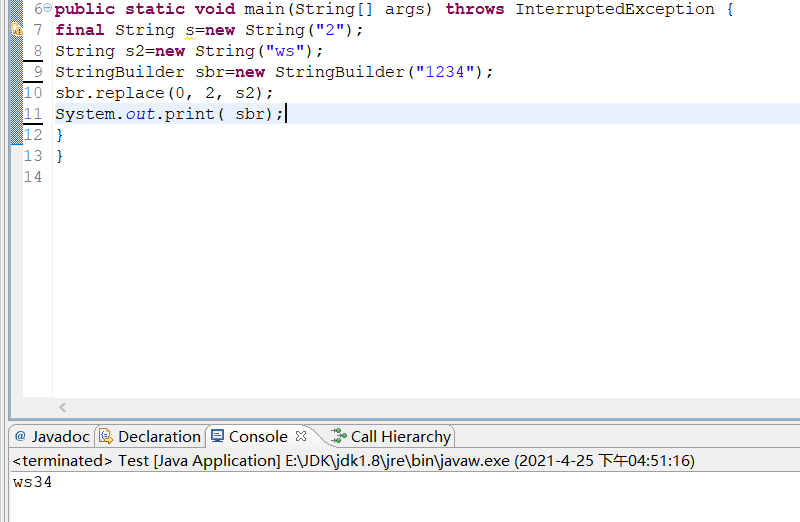 6 public static void main(String[] args) throws InterruptedException {
7 final String s=new String("2");
8 String s2=new String("ws");
9 StringBuilder sbr=new StringBuilder("1234");
10 sbr.replace(0, 2, s2);
11 System.out.print( sbr);
12 }
13 }
14
@ Javadoc Declaration Console Call Hierarchy
<terminated> Test [Java Application] E:\JDK\jdk1.8\jre\bin\javaw.exe (2021-4-25 下午04:51:16)
ws34